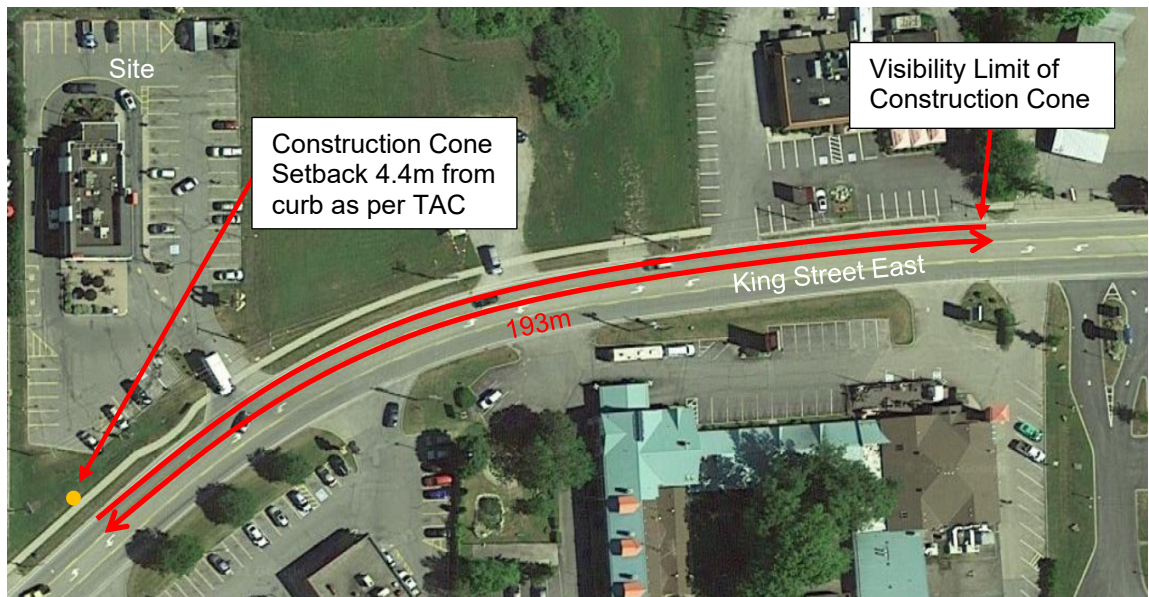 Site
Visibility Limit of
Construction Cone
Construction Cone
Setback 4.4m from
curb as per TAC
King Street East
193m